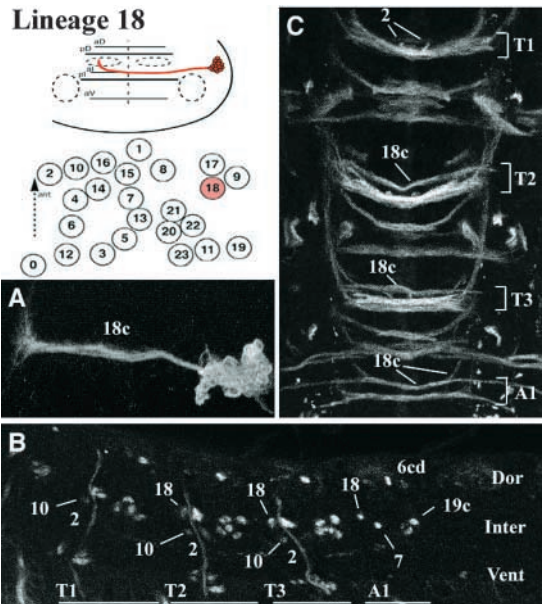 Lineage 18
aD
pD
aI
pI
aV
1
2 10 16 15 8 17 9
4 14 7 18
6 13 21
5 20 22
0 12 3 23 11 19
ant
A
18c
C
2
T1
18c
T2
18c
T3
18c
A1
B
6cd
Dor
18 18 18 19c
10
2
Inter
10 2
10 2
7
Vent
T1 T2 T3 A1